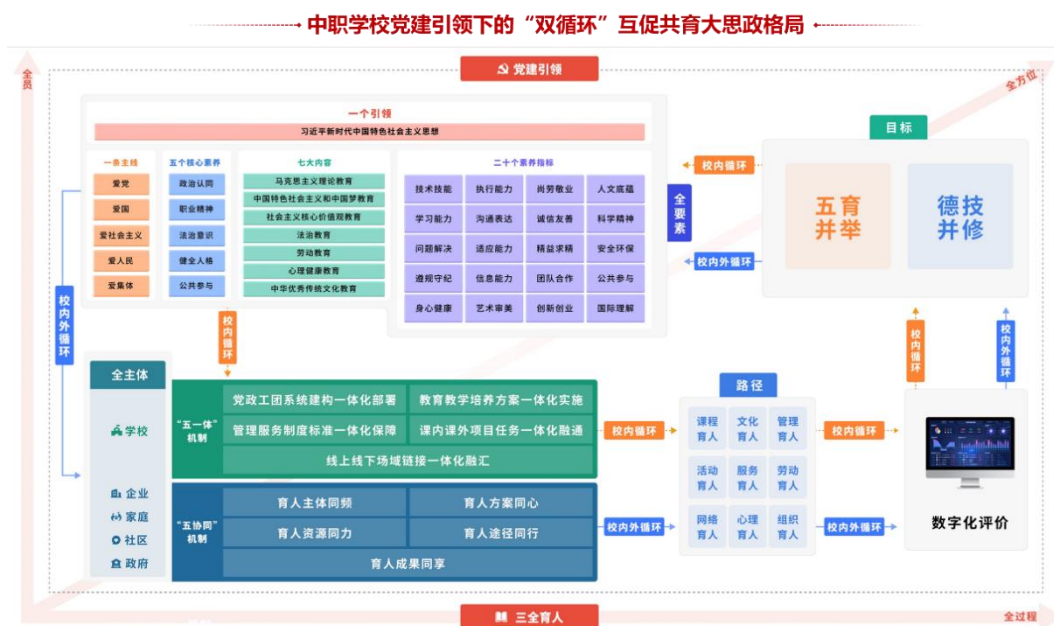 中职学校党建引领下的“双循环”互促共育大思政格局
全员
党建引领
全方位
一个引领
习近平新时代中国特色社会主义思想
一条主线
爱党
爱国
爱社会主义
爱人民
爱集体
五个核心素养
政治认同
职业精神
法治意识
健全人格
公共参与
七大内容
马克思主义理论教育
中国特色社会主义和中国梦教育
社会主义核心价值观教育
法治教育
劳动教育
心理健康教育
中华优秀传统文化教育
二十个素养指标
技术技能 执行能力 尚劳敬业 人文底蕴
学习能力 沟通表达 诚信友善 科学精神
问题解决 适应能力 精益求精 安全环保
遵规守纪 信息能力 团队合作 公共参与
身心健康 艺术审美 创新创业 国际理解
全要素
校内循环
校内外循环
目标
五育并举
德技并修
校内外循环
校内循环
校内循环
校内外循环
全主体
学校
企业
家庭
社区
政府
“五一体”机制
党政工团系统建构一体化部署
教育教学培养方案一体化实施
管理服务制度标准一体化保障
课内课外项目任务一体化融通
线上线下场域链接一体化融汇
“五协同”机制
育人主体同频
育人方案同心
育人资源同力
育人途径同行
育人成果同享
校内循环
校内外循环
路径
课程育人 文化育人 管理育人
活动育人 服务育人 劳动育人
网络育人 心理育人 组织育人
校内循环
校内外循环
数字化评价
三全育人
全过程